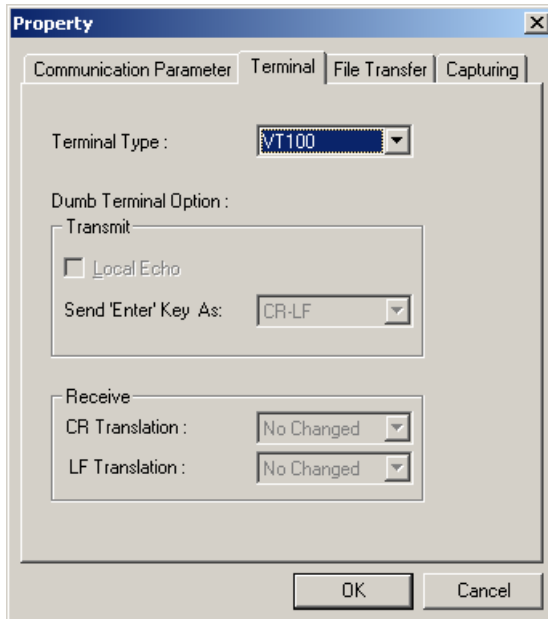 Property
Communication Parameter Terminal File Transfer Capturing
Terminal Type : VT100
Dumb Terminal Option :
Transmit
Local Echo
Send 'Enter' Key As: CR-LF
Receive
CR Translation : No Changed
LF Translation : No Changed
OK Cancel